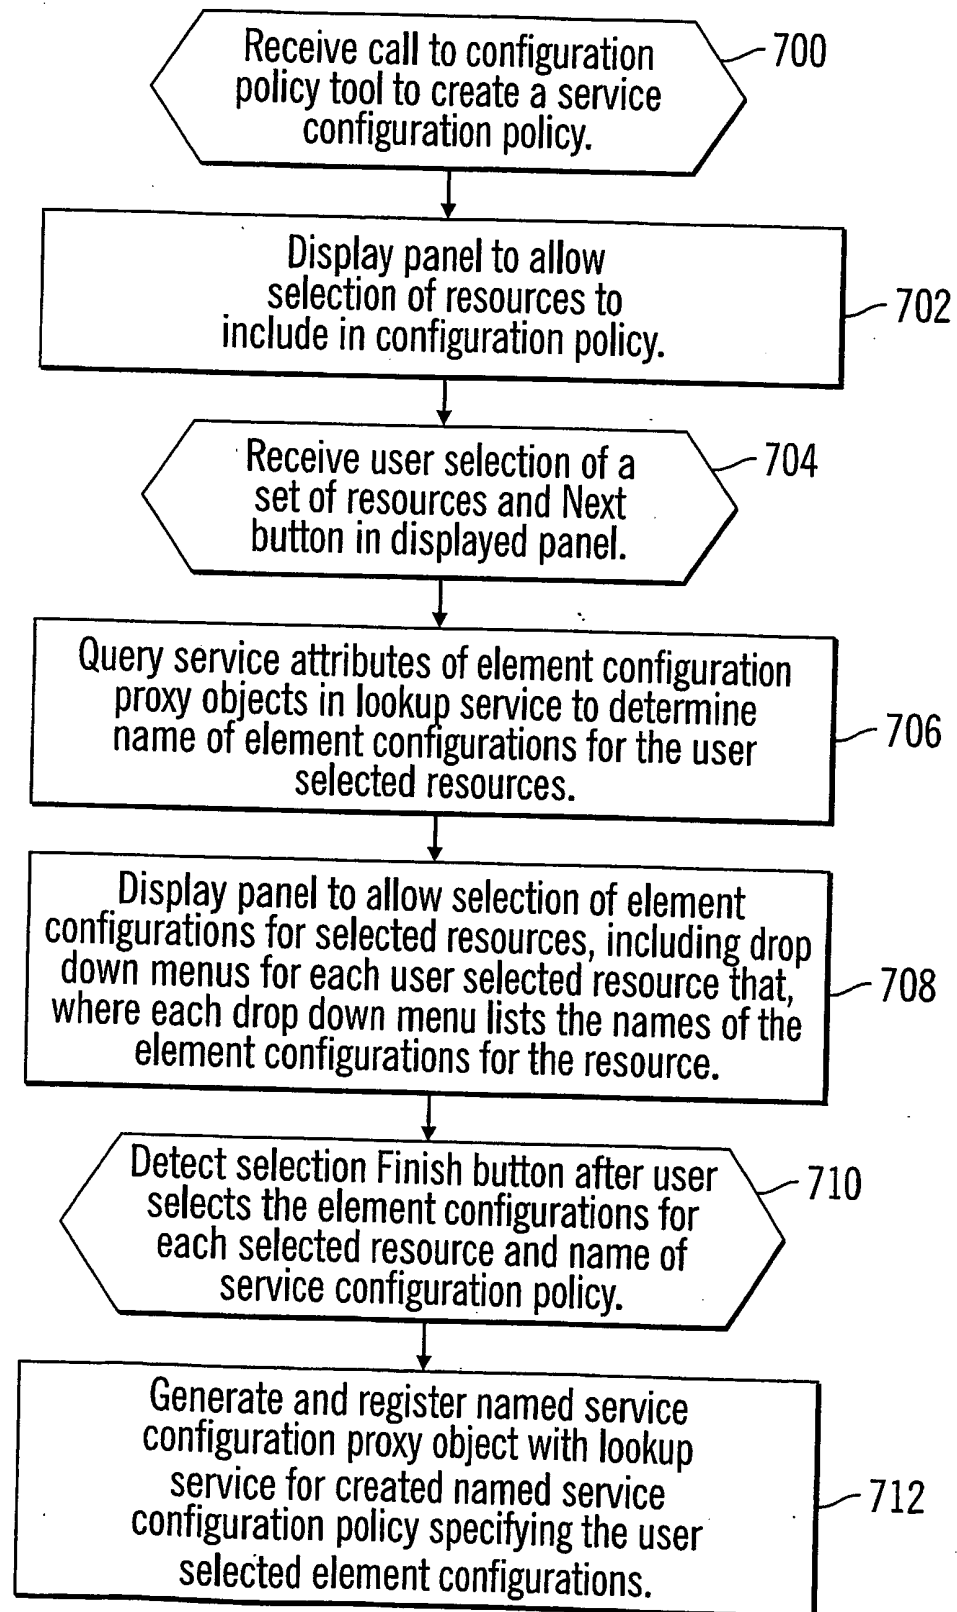 Receive call to configuration
policy tool to create a service
configuration policy.
700
Display panel to allow
selection of resources to
include in configuration policy.
702
Receive user selection of a
set of resources and Next
button in displayed panel.
704
Query service attributes of element configuration
proxy objects in lookup service to determine
name of element configurations for the user
selected resources.
706
Display panel to allow selection of element
configurations for selected resources, including drop
down menus for each user selected resource that,
where each drop down menu lists the names of the
element configurations for the resource.
708
Detect selection Finish button after user
selects the element configurations for
each selected resource and name of
service configuration policy.
710
Generate and register named service
configuration proxy object with lookup
service for created named service
configuration policy specifying the user
selected element configurations.
712